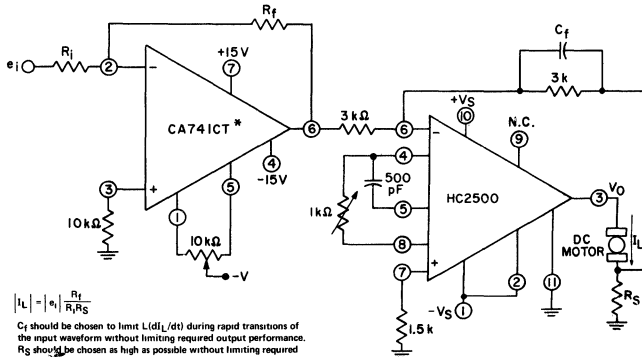 Rf
Cf
ei
Ri
2
+15V
7
3k
CA741CT*
6
3kΩ
6
+VS
10
N.C.
9
4
-15V
4
500
pF
HC2500
3
VO
3
5
1kΩ
5
DC
MOTOR
IL
1
10kΩ
10kΩ
-V
8
7
2
11
-VS
1
RS
1.5k
|IL| = |ei| Rf
RiRS
Cf should be chosen to limit L(dIL/dt) during rapid transitions of
the input waveform without limiting required output performance.
RS should be chosen as high as possible without limiting required